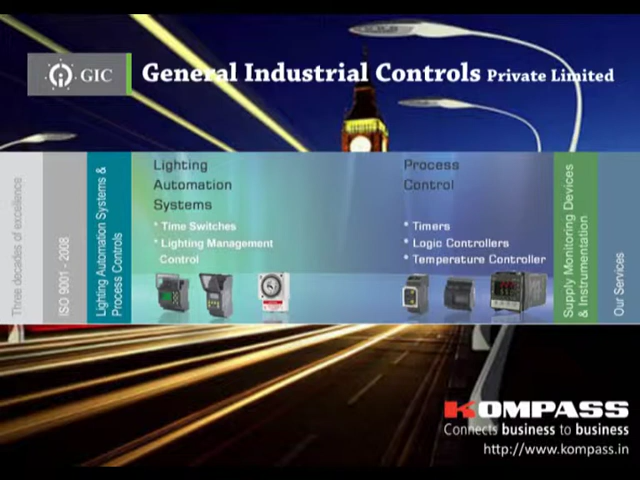 GIC
General Industrial Controls Private Limited
Three decades of excellence
ISO 9001 - 2008
Lighting Automation Systems &
Process Controls
Lighting
Automation
Systems
* Time Switches
* Lighting Management
Control
Process
Control
* Timers
* Logic Controllers
* Temperature Controller
Supply Monitoring Devices
& Instrumentation
Our Services
KOMPASS
Connects business to business
http://www.kompass.in